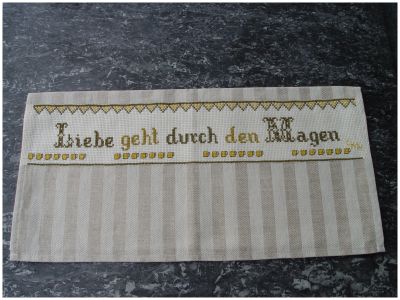 Liebe geht durch den Magen